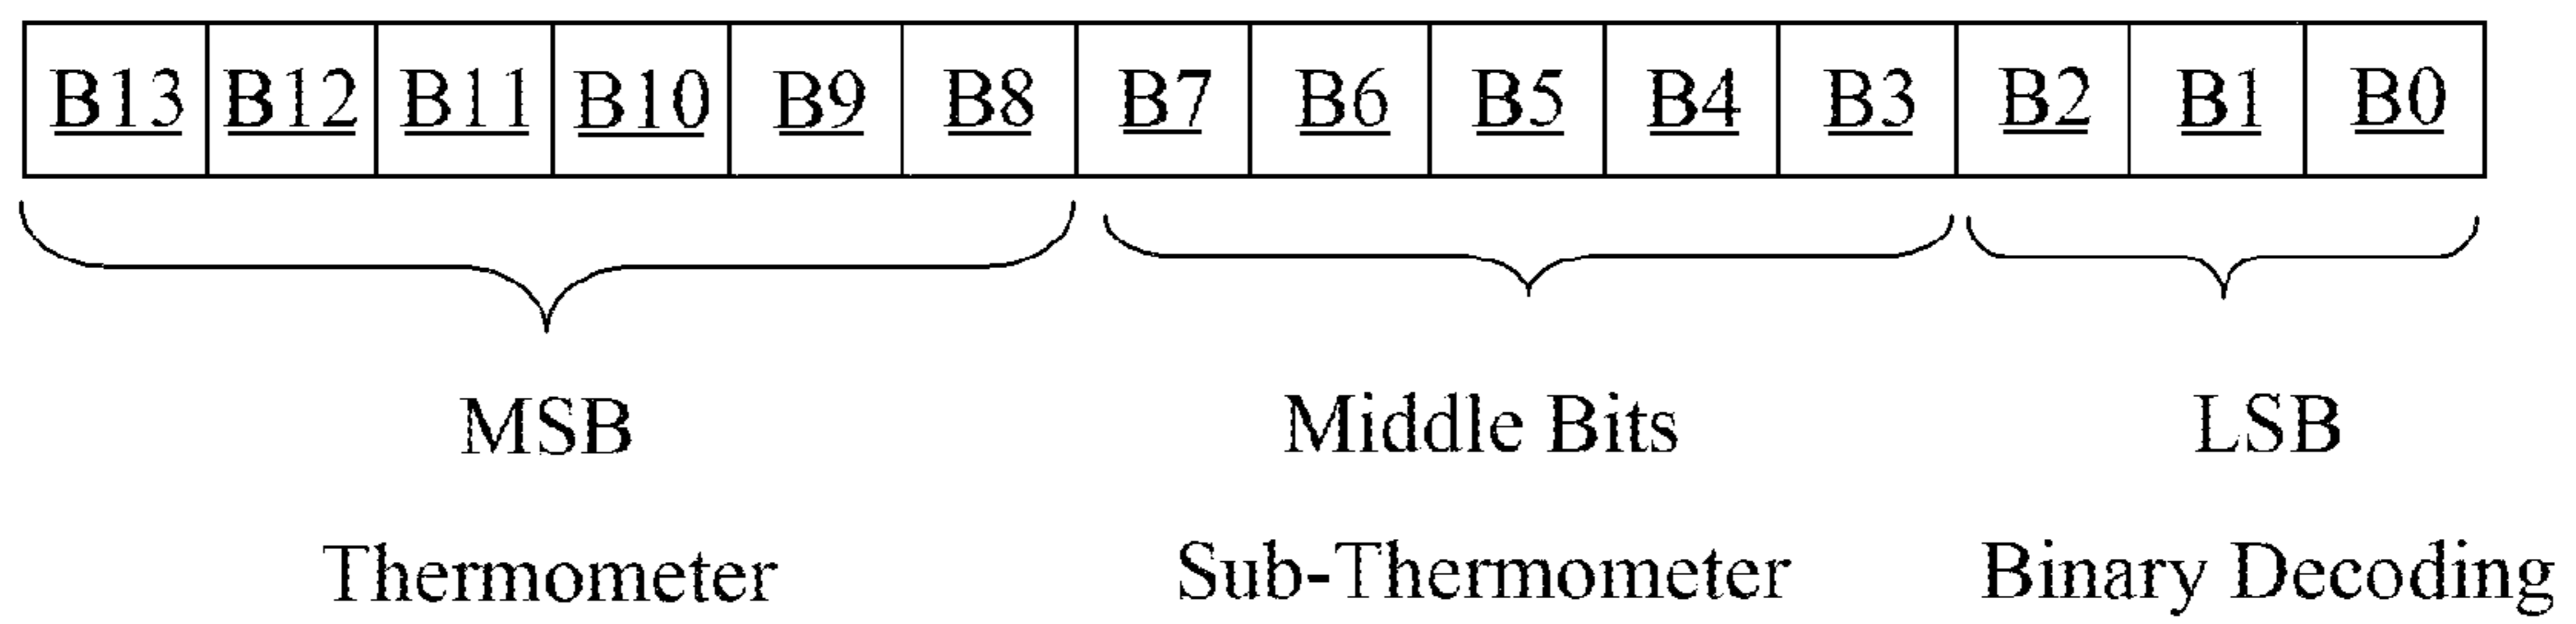 B13 B12 B11 B10 B9 B8 B7 B6 B5 B4 B3 B2 B1 B0
MSB Middle Bits LSB
Thermometer Sub-Thermometer Binary Decoding